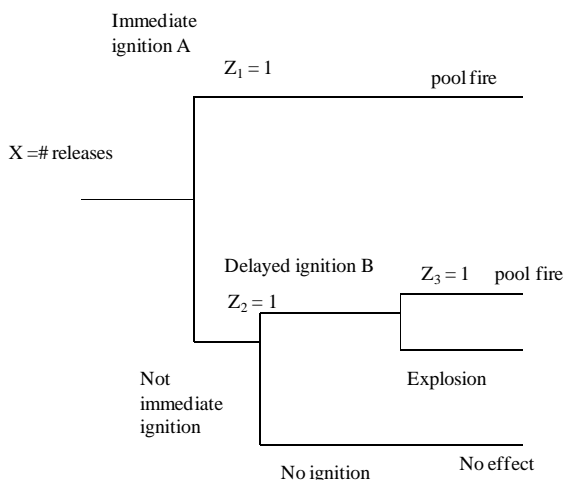 Immediate
ignition A
Z₁ = 1
pool fire
X =# releases
Delayed ignition B
Z₃ = 1
pool fire
Z₂ = 1
Not
immediate
ignition
Explosion
No ignition
No effect